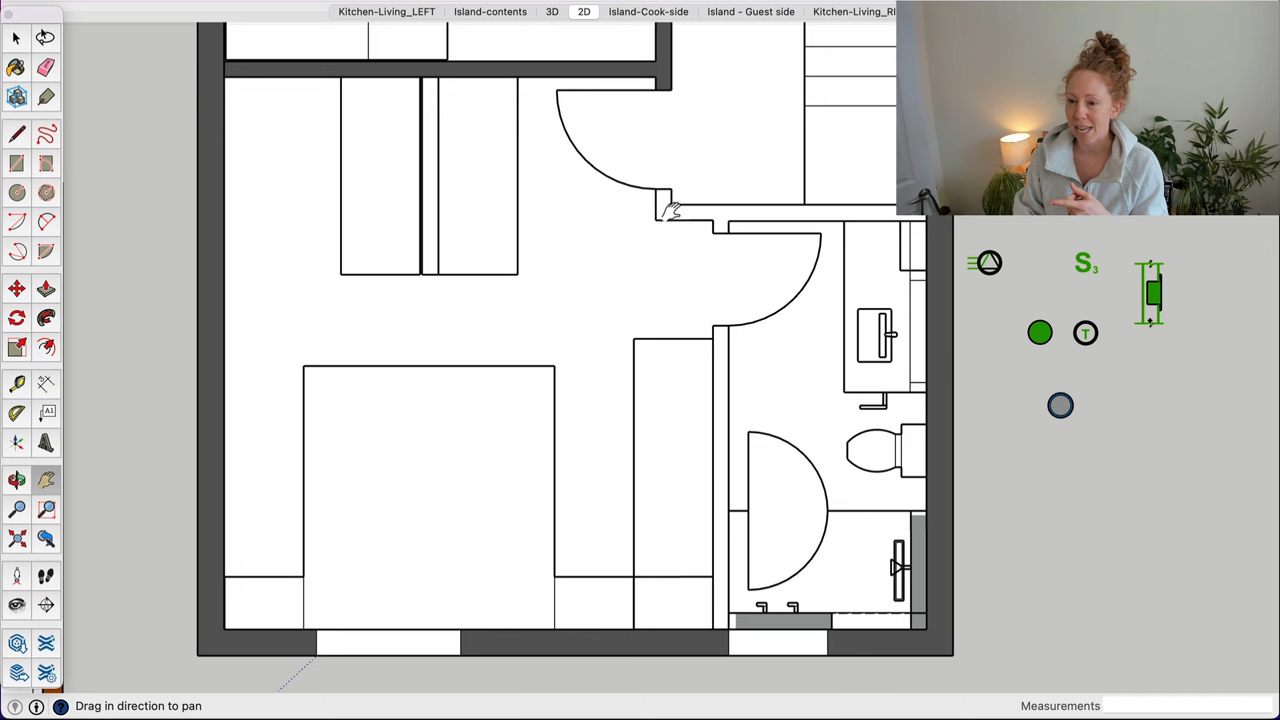 Kitchen-Living_LEFT
Island-contents
3D
2D
Island-Cook-side
Island - Guest side
Kitchen-Living_RI
A1
S3
T
Drag in direction to pan
Measurements